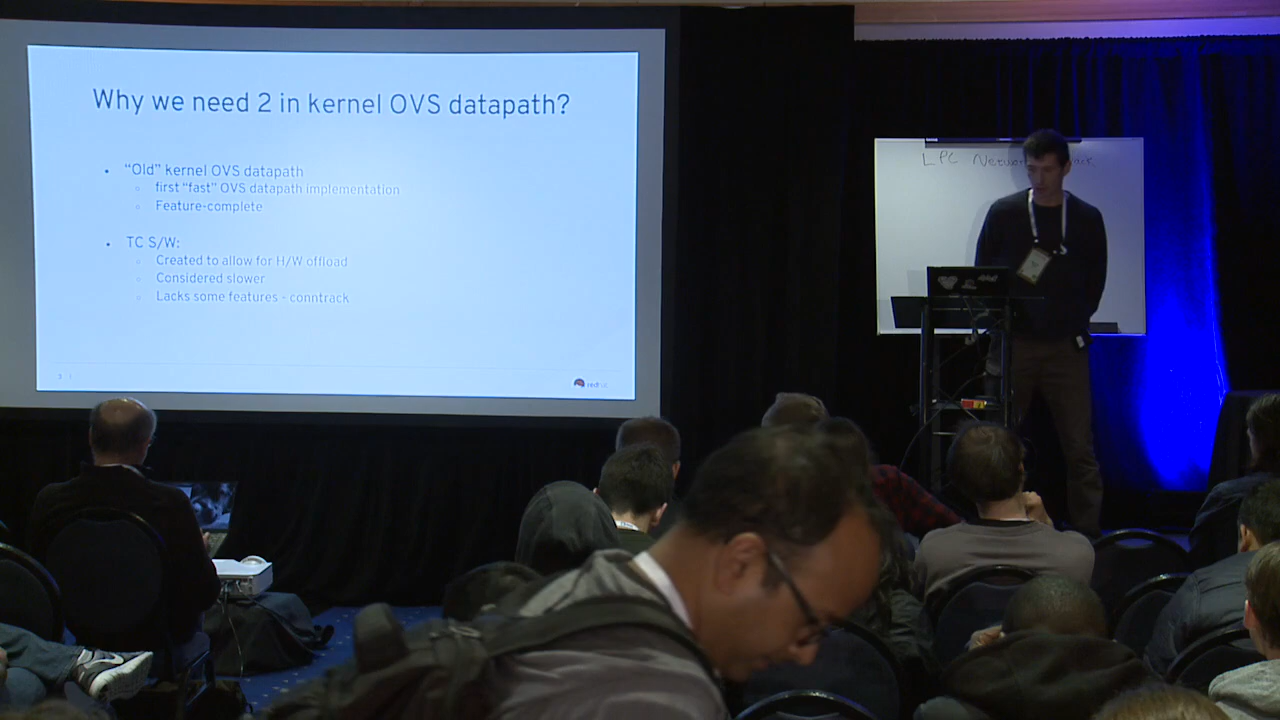 Why we need 2 in kernel OVS datapath?
• "Old" kernel OVS datapath
○ first "fast" OVS datapath implementation
○ Feature-complete
• TC S/W:
○ Created to allow for H/W offload
○ Considered slower
○ Lacks some features - conntrack
3
LPC